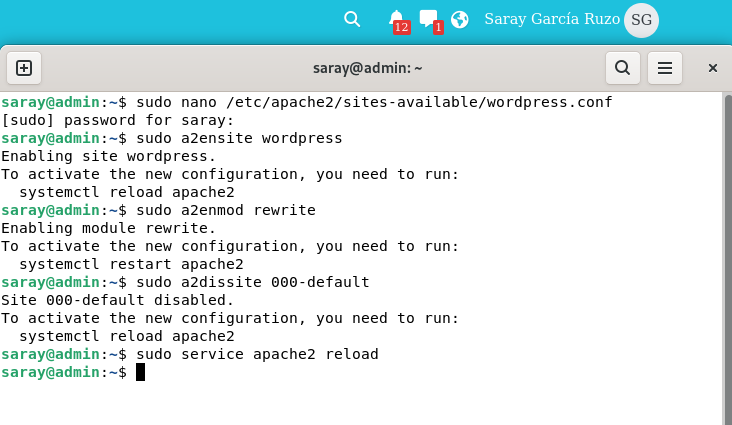 12 1 Saray García Ruzo SG
saray@admin: ~
saray@admin:~$ sudo nano /etc/apache2/sites-available/wordpress.conf
[sudo] password for saray:
saray@admin:~$ sudo a2ensite wordpress
Enabling site wordpress.
To activate the new configuration, you need to run:
  systemctl reload apache2
saray@admin:~$ sudo a2enmod rewrite
Enabling module rewrite.
To activate the new configuration, you need to run:
  systemctl restart apache2
saray@admin:~$ sudo a2dissite 000-default
Site 000-default disabled.
To activate the new configuration, you need to run:
  systemctl reload apache2
saray@admin:~$ sudo service apache2 reload
saray@admin:~$